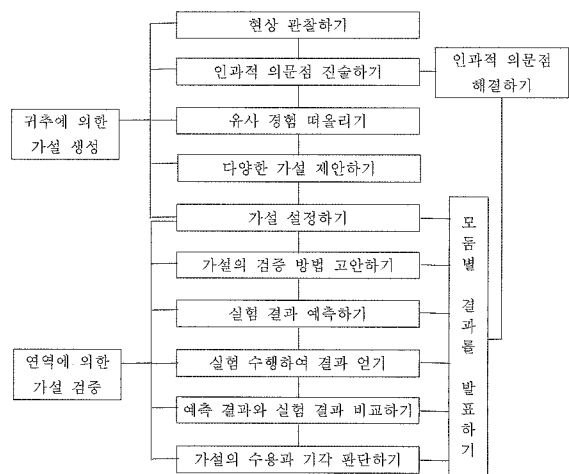 현상 관찰하기
인과적 의문점 진술하기
인과적 의문점
해결하기
귀추에 의한
가설 생성
유사 경험 떠올리기
다양한 가설 제안하기
가설 설정하기
가설의 검증 방법 고안하기
실험 결과 예측하기
연역에 의한
가설 검증
실험 수행하여 결과 얻기
예측 결과와 실험 결과 비교하기
가설의 수용과 기각 판단하기
모둠별 결과를 발표하기